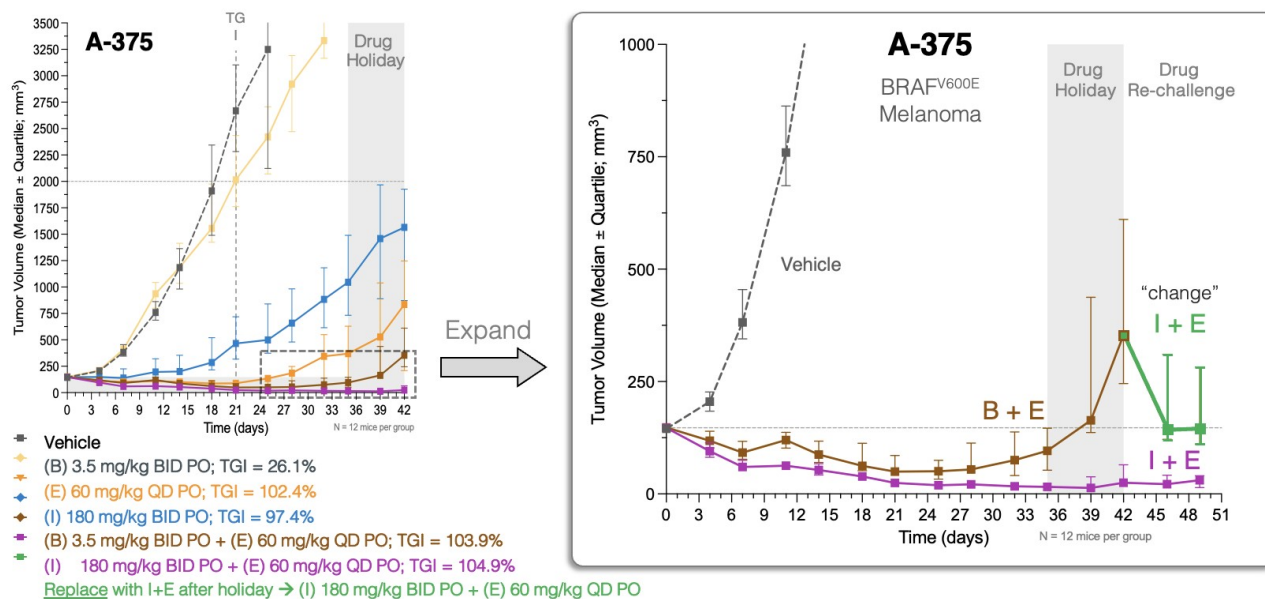 TG
A-375
Drug
Holiday
3500
3250
3000
2750
2500
2250
2000
1750
1500
1250
1000
750
500
250
0
Tumor Volume (Median ± Quartile; mm³)
0 3 6 9 12 15 18 21 24 27 30 33 36 39 42
Time (days)
N = 12 mice per group
Expand
A-375
BRAFV600E
Melanoma
Drug
Holiday
Drug
Re-challenge
1000
750
500
250
0
Tumor Volume (Median ± Quartile; mm³)
Vehicle
“change”
I + E
B + E
I + E
0 3 6 9 12 15 18 21 24 27 30 33 36 39 42 45 48 51
Time (days)
N = 12 mice per group
Vehicle
(B) 3.5 mg/kg BID PO; TGI = 26.1%
(E) 60 mg/kg QD PO; TGI = 102.4%
(I) 180 mg/kg BID PO; TGI = 97.4%
(B) 3.5 mg/kg BID PO + (E) 60 mg/kg QD PO; TGI = 103.9%
(I) 180 mg/kg BID PO + (E) 60 mg/kg QD PO; TGI = 104.9%
Replace with I+E after holiday → (I) 180 mg/kg BID PO + (E) 60 mg/kg QD PO